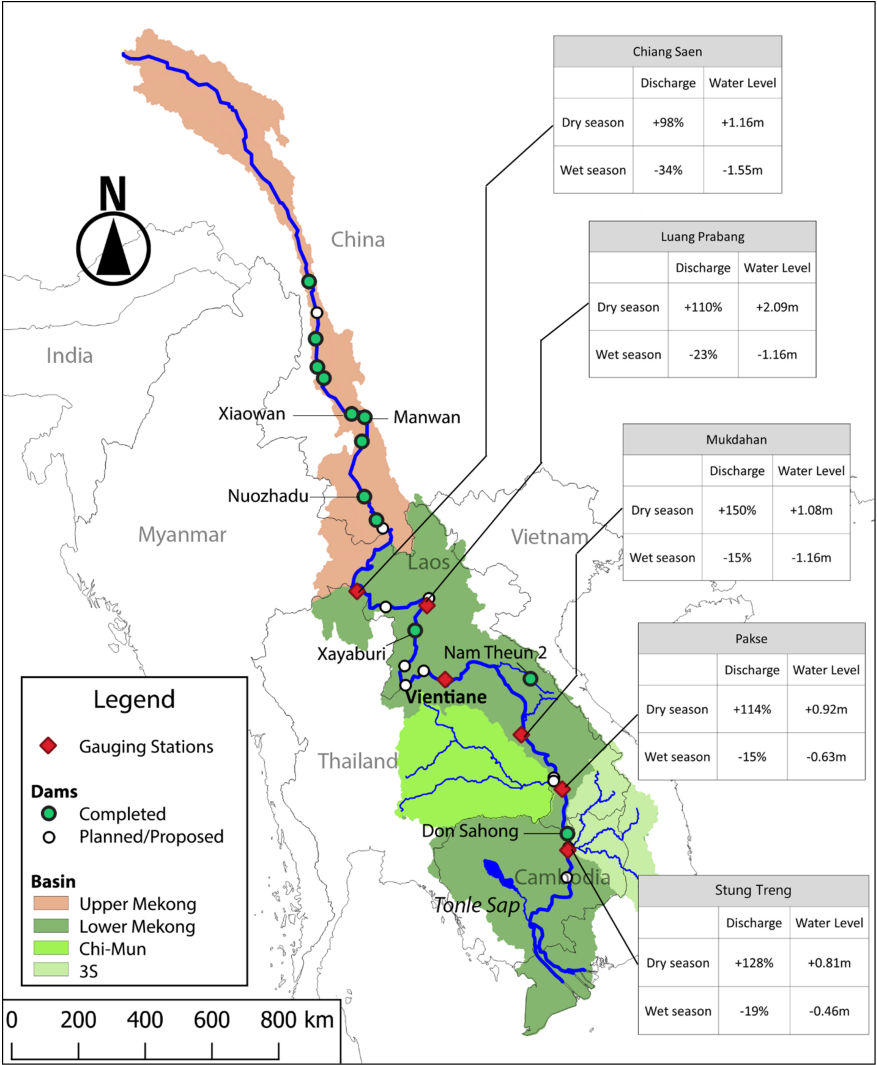 Chiang Saen
Discharge Water Level
Dry season +98% +1.16m
Wet season -34% -1.55m
N
China
Luang Prabang
Discharge Water Level
Dry season +110% +2.09m
Wet season -23% -1.16m
India
Xiaowan Manwan
Mukdahan
Discharge Water Level
Dry season +150% +1.08m
Wet season -15% -1.16m
Nuozhadu
Myanmar
Vietnam
Laos
Pakse
Discharge Water Level
Dry season +114% +0.92m
Wet season -15% -0.63m
Xayaburi
Nam Theun 2
Vientiane
Thailand
Don Sahong
Cambodia
Tonle Sap
Stung Treng
Discharge Water Level
Dry season +128% +0.81m
Wet season -19% -0.46m
Legend
Gauging Stations
Dams
Completed
Planned/Proposed
Basin
Upper Mekong
Lower Mekong
Chi-Mun
3S
0 200 400 600 800 km